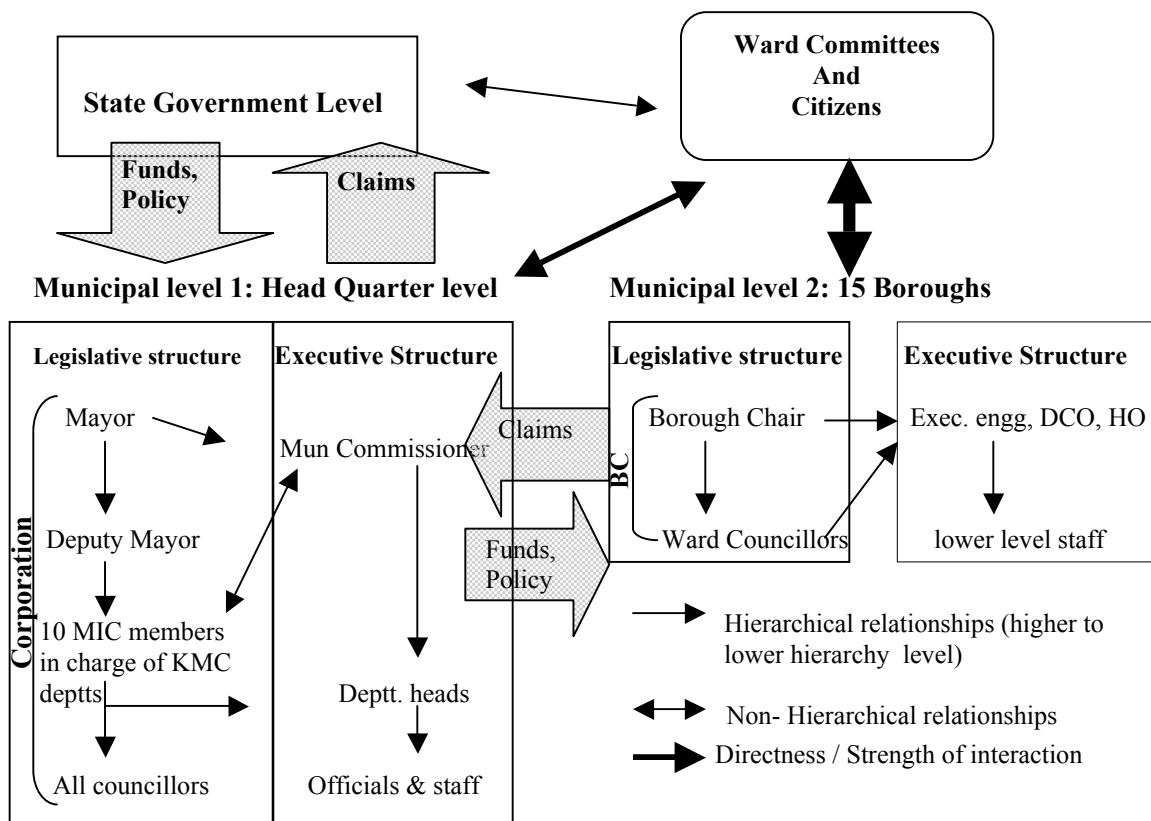 Ward Committees
And
Citizens
State Government Level
Funds,
Policy
Claims
Municipal level 1: Head Quarter level
Municipal level 2: 15 Boroughs
Legislative structure
Executive Structure
Legislative structure
Executive Structure
Corporation
Mayor
Deputy Mayor
10 MIC members
in charge of KMC
deptts
All councillors
Mun Commissioner
Deptt. heads
Officials & staff
Claims
Funds,
Policy
BC
Borough Chair
Ward Councillors
Exec. engg, DCO, HO
lower level staff
Hierarchical relationships (higher to
lower hierarchy level)
Non- Hierarchical relationships
Directness / Strength of interaction